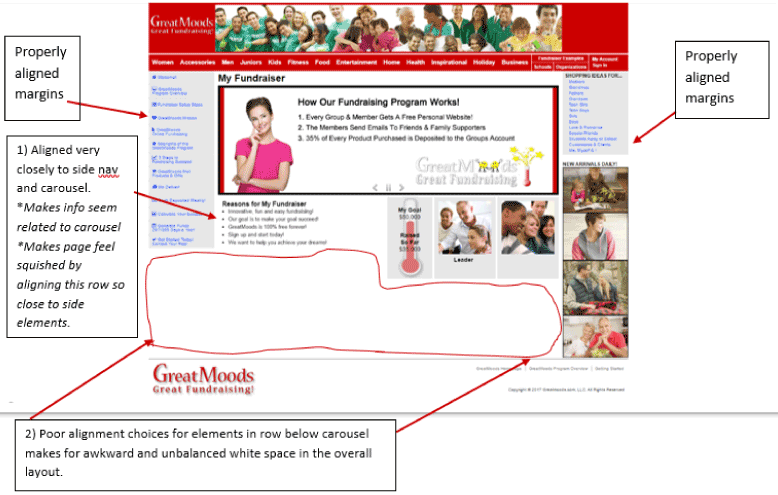 Properly
aligned
margins
Properly
aligned
margins
1) Aligned very
closely to side nav
and carousel.
*Makes info seem
related to carousel
*Makes page feel
squished by
aligning this row so
close to side
elements.
2) Poor alignment choices for elements in row below carousel
makes for awkward and unbalanced white space in the overall
layout.
GreatMoods
Great Fundraising!
Women Accessories Men Juniors Kids Fitness Food Entertainment Home Health Inspirational Holiday Business
Fundraiser Examples
Schools Organizations
My Account
Sign In
GreatMoods
Program Overview
Fundraiser Setup Steps
GreatMoods
Online Fundraising
My Fundraiser
How Our Fundraising Program Works!
1. Every Group & Member Gets A Free Personal Website!
2. The Members Send Emails To Friends & Family Supporters
3. 35% of Every Product Purchased is Deposited to the Groups Account
GreatMoods
Great Fundraising
Reasons for My Fundraiser
Innovative, fun and easy fundraising!
Our goal is to make your goal succeed!
GreatMoods is 100% free forever!
Sign up and start today!
We want to help you achieve your dreams!
My Goal
Raised
So Far
Leader
SHOPPING IDEAS FOR...
NEW ARRIVALS DAILY!
GreatMoods
Great Fundraising!
GreatMoods Program Overview
Getting Started
Copyright © 2017 GreatMoods.com, LLC. All Rights Reserved